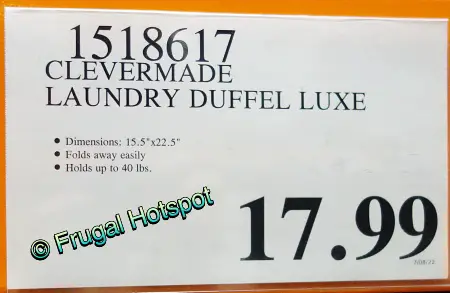 1518617
CLEVERMADE
LAUNDRY DUFFEL LUXE
• Dimensions: 15.5"x22.5"
• Folds away easily
• Holds up to 40 lbs.
© Frugal Hotspot
17.99